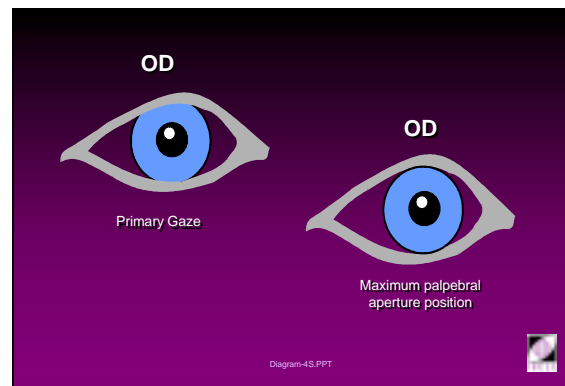 OD
Primary Gaze
OD
Maximum palpebral
aperture position
Diagram-4S.PPT